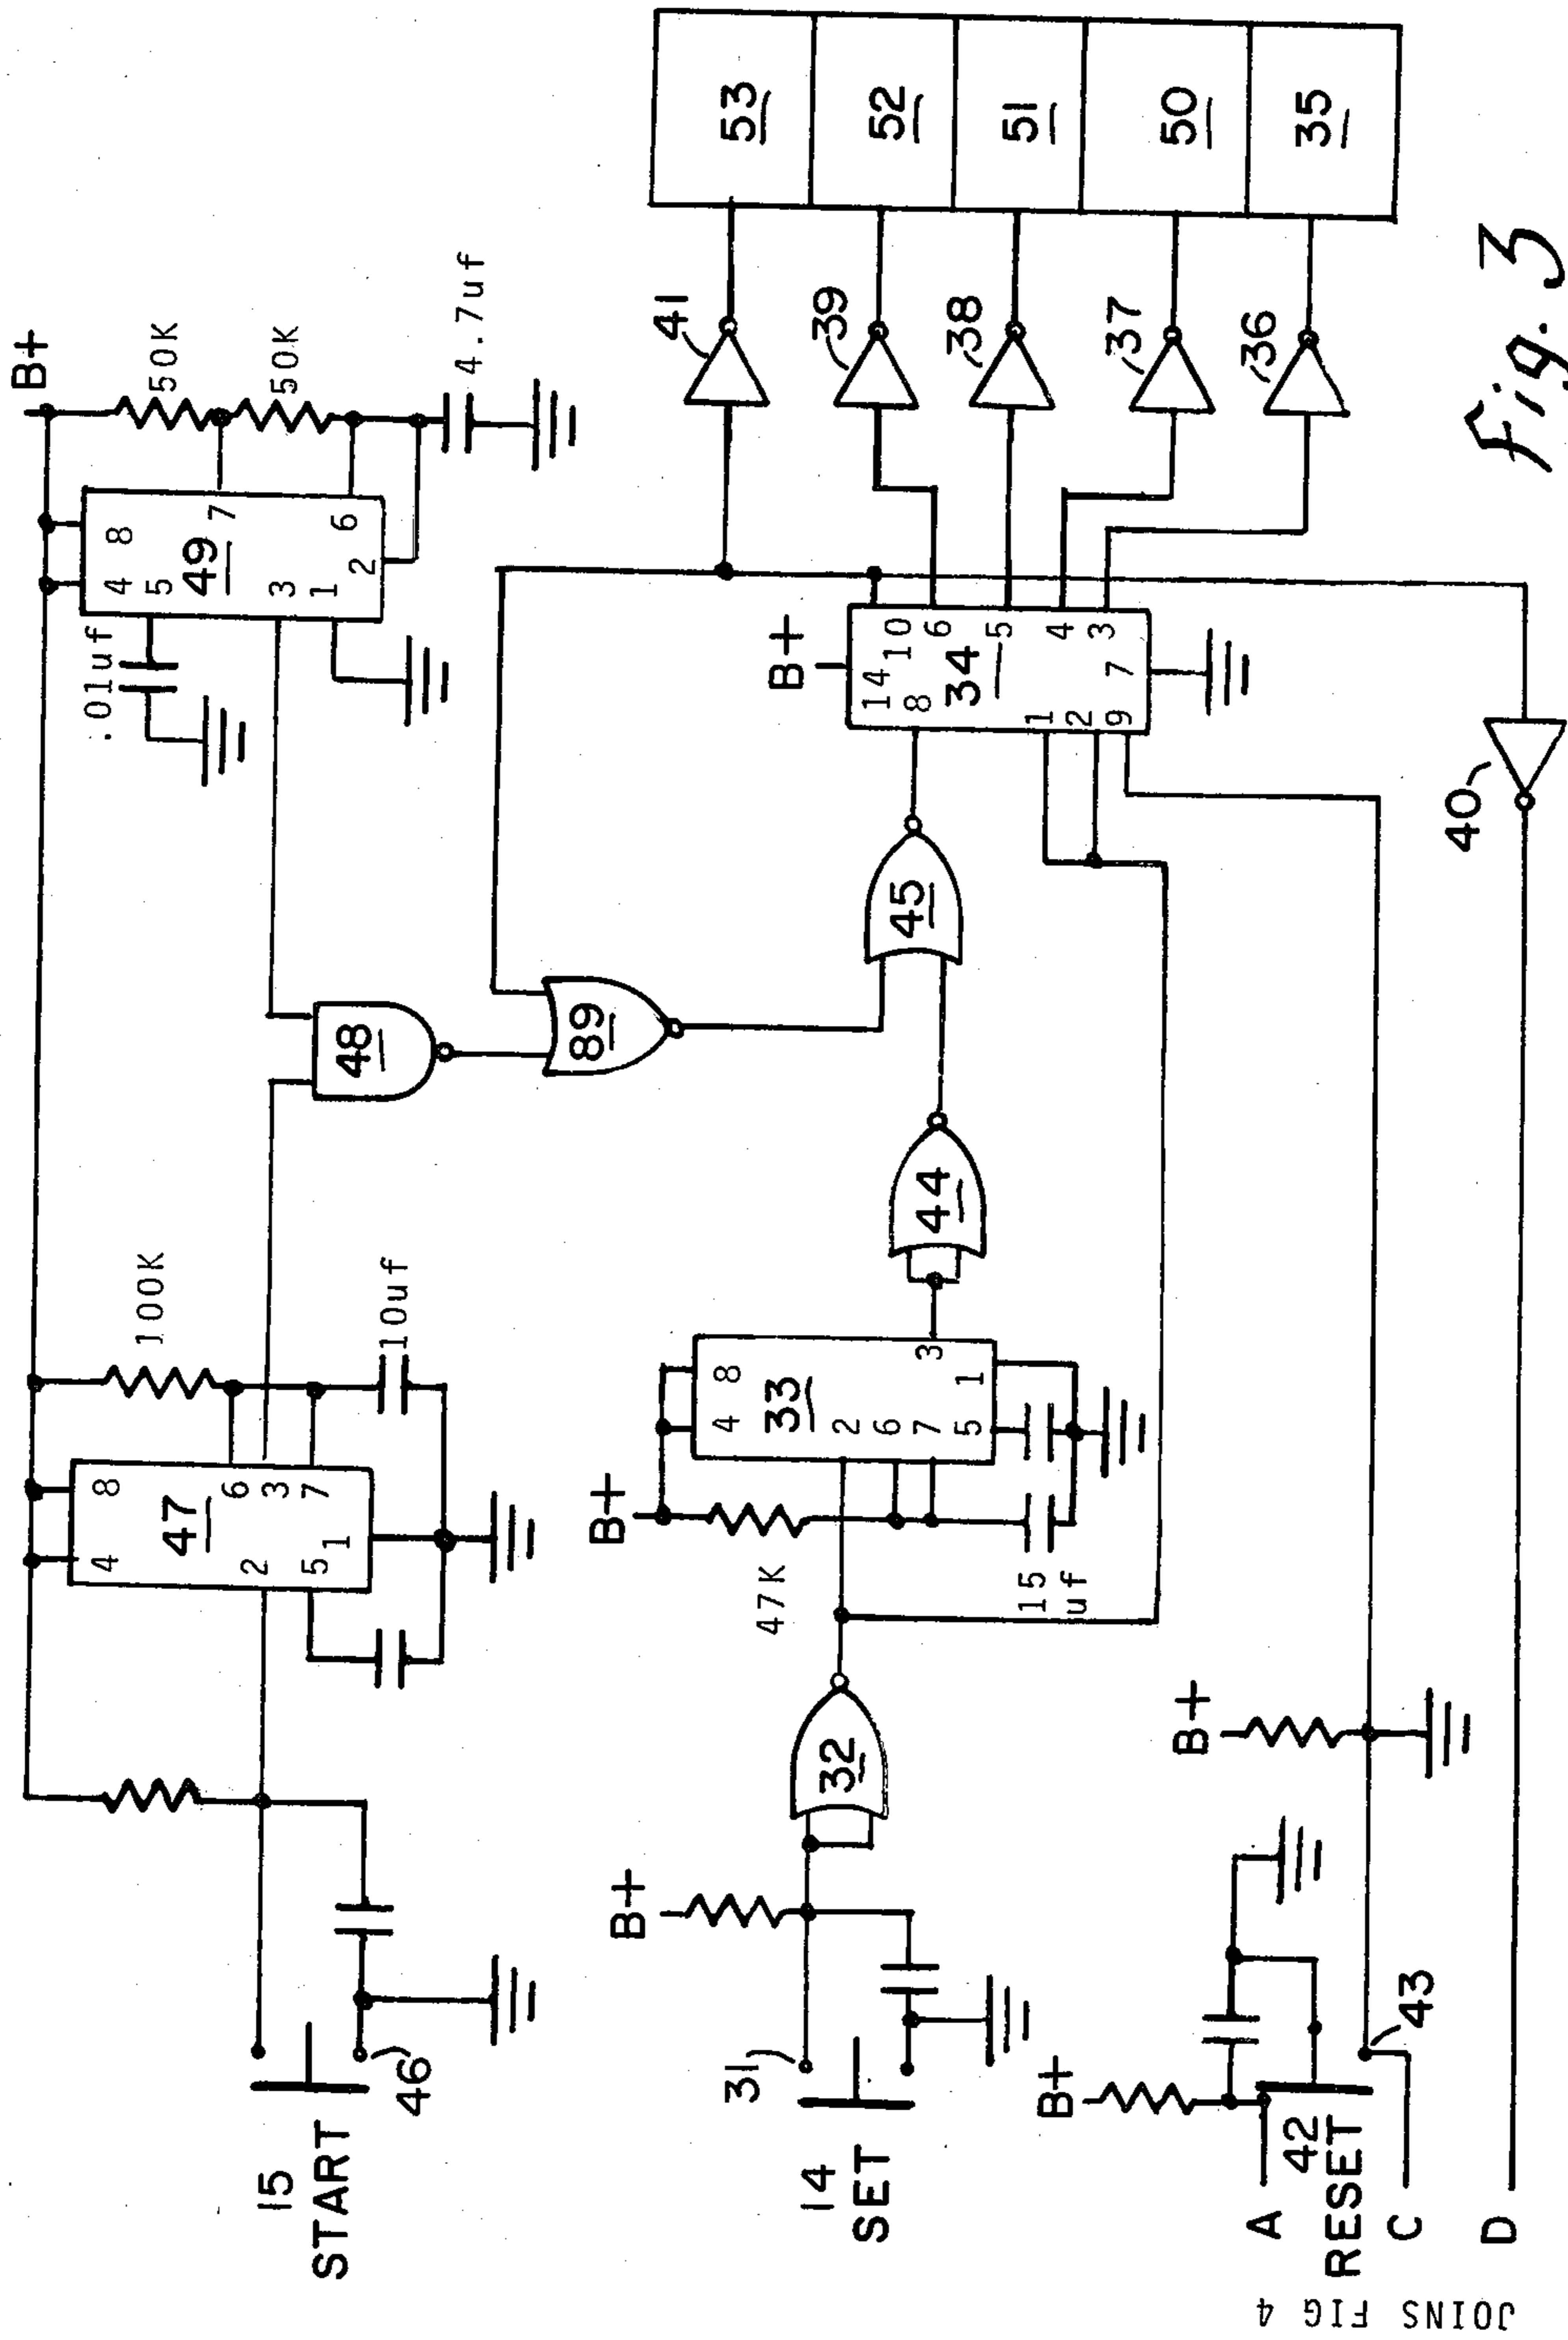 B+
50K
50K
4.7uf
4 8
5
7
49
3
6
1
2
.01uf
100K
10uf
8
4
47
6
3
7
2
5
1
48
89
15
START
46
53
52
51
50
35
41
39
38
37
36
B+
14
10
8
6
34
5
4
3
1
2
9
7
45
44
B+
4 8
33
3
2
6
7
5
1
47K
15
uf
32
B+
31
14
SET
B+
40
B+
43
42
A
RESET
C
D
JOINS FIG 4
Fig. 3